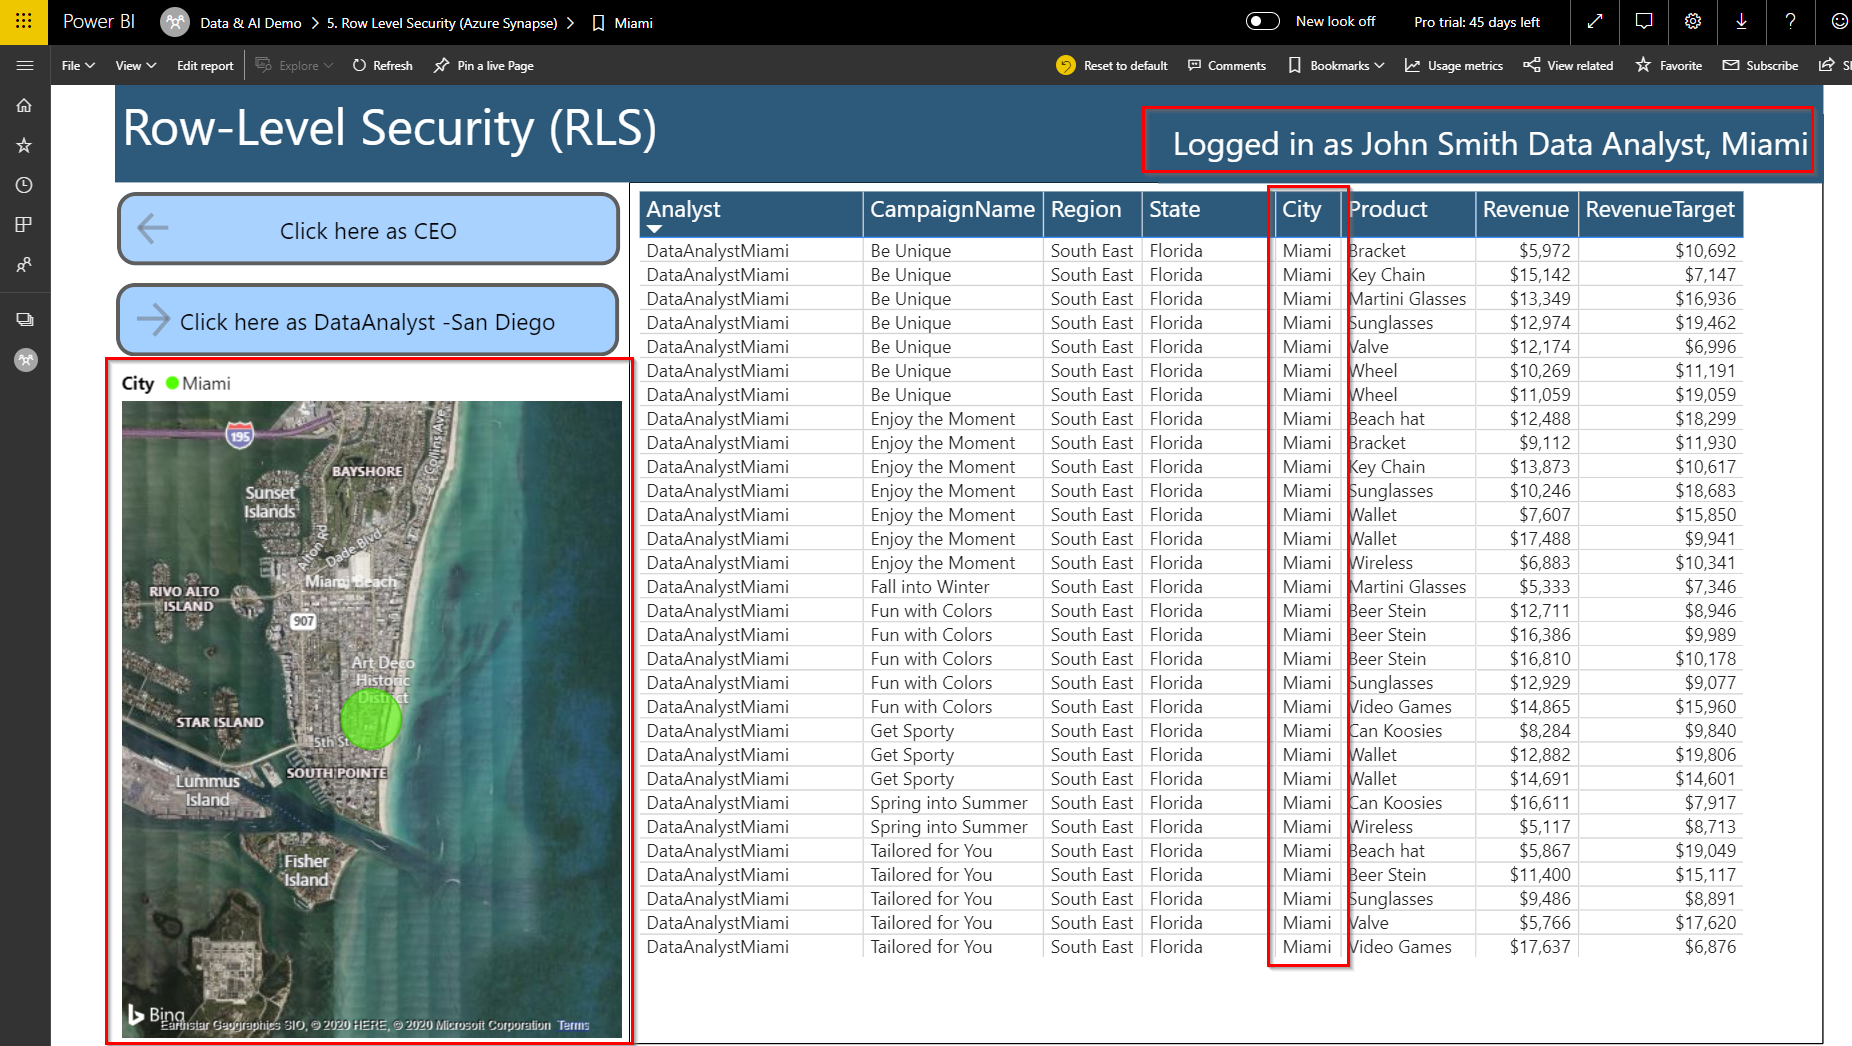 Power BI Data & AI Demo > 5. Row Level Security (Azure Synapse) > Miami New look off Pro trial: 45 days left
File View Edit report Explore Refresh Pin a live Page Reset to default Comments Bookmarks Usage metrics View related Favorite Subscribe
Row-Level Security (RLS)
Logged in as John Smith Data Analyst, Miami
Click here as CEO
Click here as DataAnalyst -San Diego
City Miami
195
BAYSHORE
Collins Ave
Sunset
Islands
Alton Rd
Dade Blvd
Miami Beach
RIVO ALTO
ISLAND
907
Art Deco
Historic
District
STAR ISLAND
5th St
SOUTH POINTE
Lummus
Island
Fisher
Island
Bing
Earthstar Geographics SIO, © 2020 HERE, © 2020 Microsoft Corporation Terms
Analyst CampaignName Region State City Product Revenue RevenueTarget
DataAnalystMiami Be Unique South East Florida Miami Bracket $5,972 $10,692
DataAnalystMiami Be Unique South East Florida Miami Key Chain $15,142 $7,147
DataAnalystMiami Be Unique South East Florida Miami Martini Glasses $13,349 $16,936
DataAnalystMiami Be Unique South East Florida Miami Sunglasses $12,974 $19,462
DataAnalystMiami Be Unique South East Florida Miami Valve $12,174 $6,996
DataAnalystMiami Be Unique South East Florida Miami Wheel $10,269 $11,191
DataAnalystMiami Be Unique South East Florida Miami Wheel $11,059 $19,059
DataAnalystMiami Enjoy the Moment South East Florida Miami Beach hat $12,488 $18,299
DataAnalystMiami Enjoy the Moment South East Florida Miami Bracket $9,112 $11,930
DataAnalystMiami Enjoy the Moment South East Florida Miami Key Chain $13,873 $10,617
DataAnalystMiami Enjoy the Moment South East Florida Miami Sunglasses $10,246 $18,683
DataAnalystMiami Enjoy the Moment South East Florida Miami Wallet $7,607 $15,850
DataAnalystMiami Enjoy the Moment South East Florida Miami Wallet $17,488 $9,941
DataAnalystMiami Enjoy the Moment South East Florida Miami Wireless $6,883 $10,341
DataAnalystMiami Fall into Winter South East Florida Miami Martini Glasses $5,333 $7,346
DataAnalystMiami Fun with Colors South East Florida Miami Beer Stein $12,711 $8,946
DataAnalystMiami Fun with Colors South East Florida Miami Beer Stein $16,386 $9,989
DataAnalystMiami Fun with Colors South East Florida Miami Beer Stein $16,810 $10,178
DataAnalystMiami Fun with Colors South East Florida Miami Sunglasses $12,929 $9,077
DataAnalystMiami Fun with Colors South East Florida Miami Video Games $14,865 $15,960
DataAnalystMiami Get Sporty South East Florida Miami Can Koosies $8,284 $9,840
DataAnalystMiami Get Sporty South East Florida Miami Wallet $12,882 $19,806
DataAnalystMiami Get Sporty South East Florida Miami Wallet $14,691 $14,601
DataAnalystMiami Spring into Summer South East Florida Miami Can Koosies $16,611 $7,917
DataAnalystMiami Spring into Summer South East Florida Miami Wireless $5,117 $8,713
DataAnalystMiami Tailored for You South East Florida Miami Beach hat $5,867 $19,049
DataAnalystMiami Tailored for You South East Florida Miami Beer Stein $11,400 $15,117
DataAnalystMiami Tailored for You South East Florida Miami Sunglasses $9,486 $8,891
DataAnalystMiami Tailored for You South East Florida Miami Valve $5,766 $17,620
DataAnalystMiami Tailored for You South East Florida Miami Video Games $17,637 $6,876